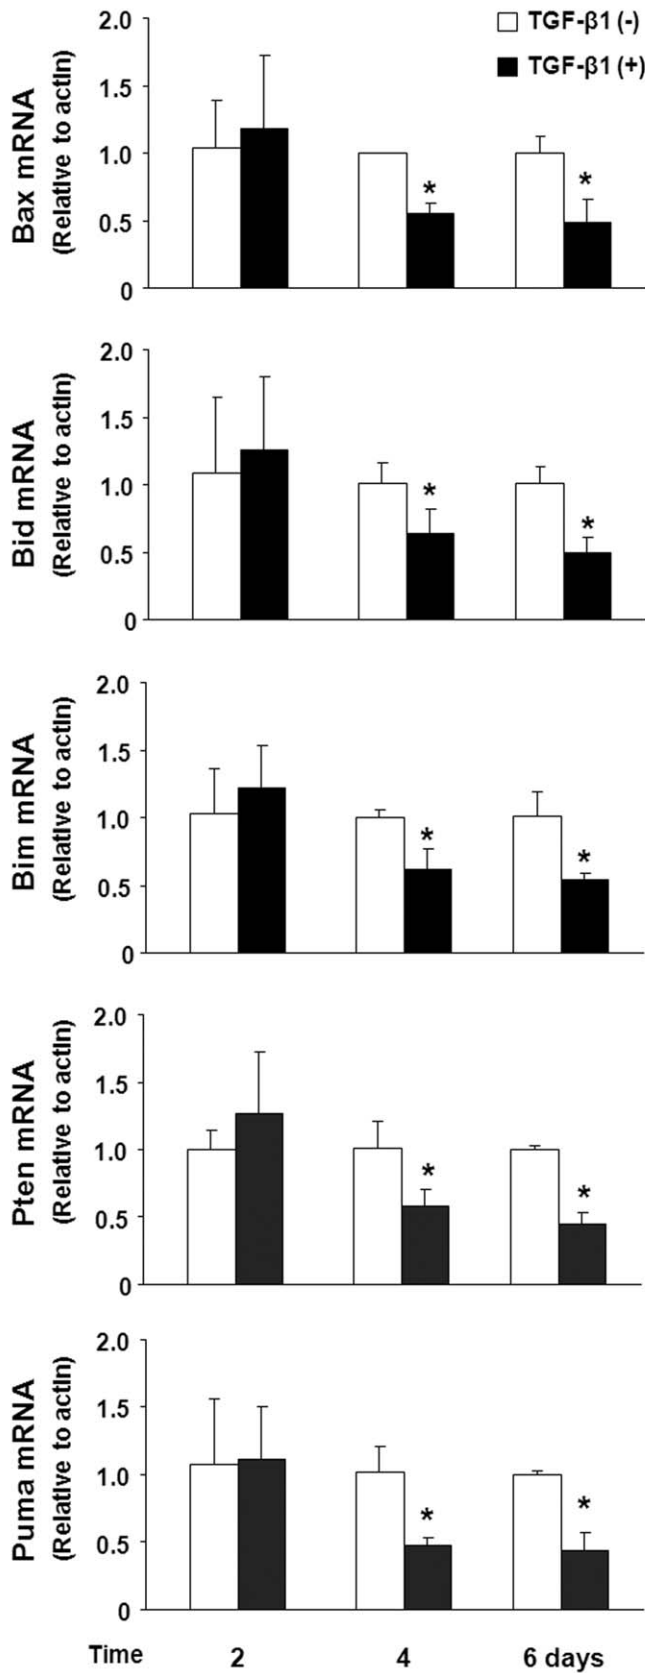 TGF-β1 (-)
TGF-β1 (+)
Bax mRNA
(Relative to actin)
2.0
1.5
1.0
0.5
0
*
*
Bid mRNA
(Relative to actin)
2.0
1.5
1.0
0.5
0
*
*
Bim mRNA
(Relative to actin)
2.0
1.5
1.0
0.5
0
*
*
Pten mRNA
(Relative to actin)
2.0
1.5
1.0
0.5
0
*
*
Puma mRNA
(Relative to actin)
2.0
1.5
1.0
0.5
0
*
*
Time 2 4 6 days